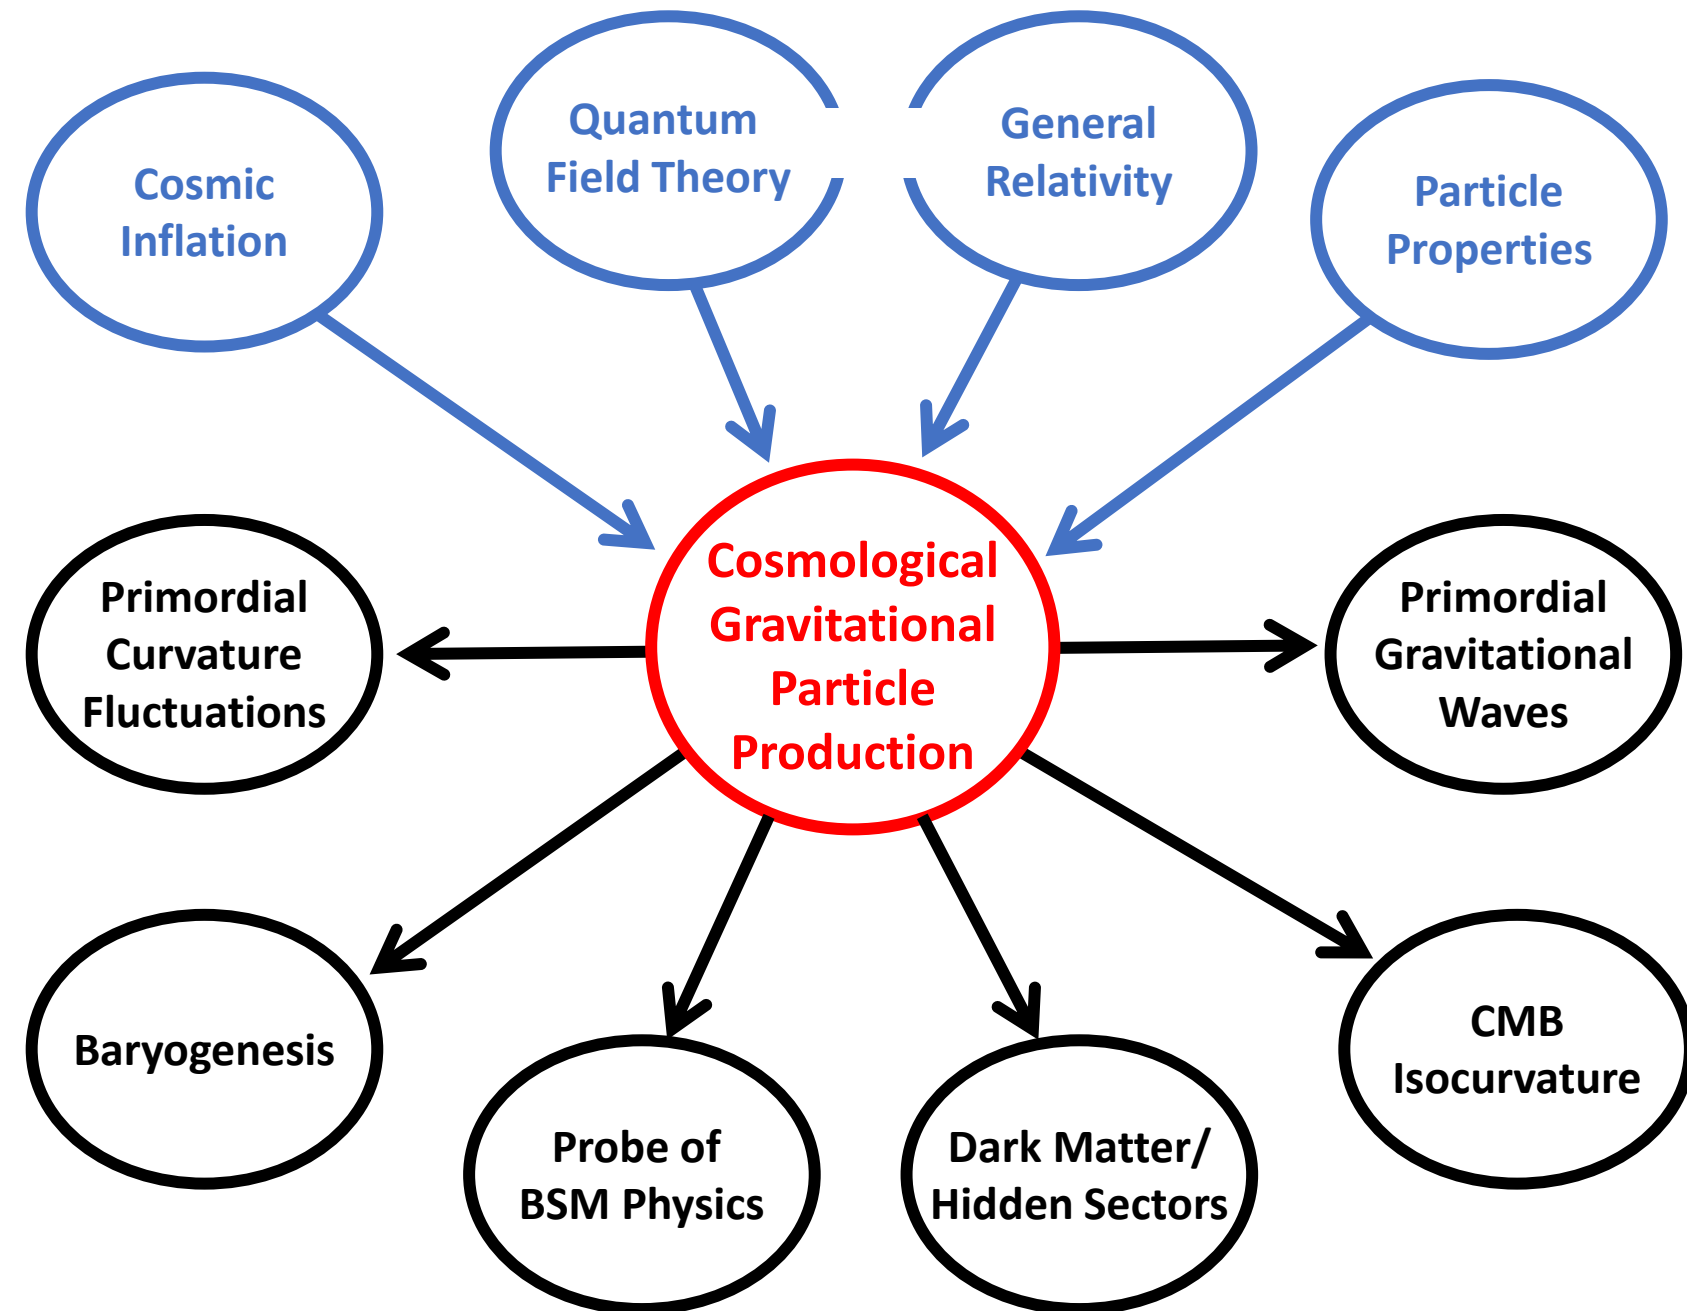 Cosmic
Inflation
Quantum
Field Theory
General
Relativity
Particle
Properties
Primordial
Curvature
Fluctuations
Cosmological
Gravitational
Particle
Production
Primordial
Gravitational
Waves
Baryogenesis
Probe of
BSM Physics
Dark Matter/
Hidden Sectors
CMB
Isocurvature